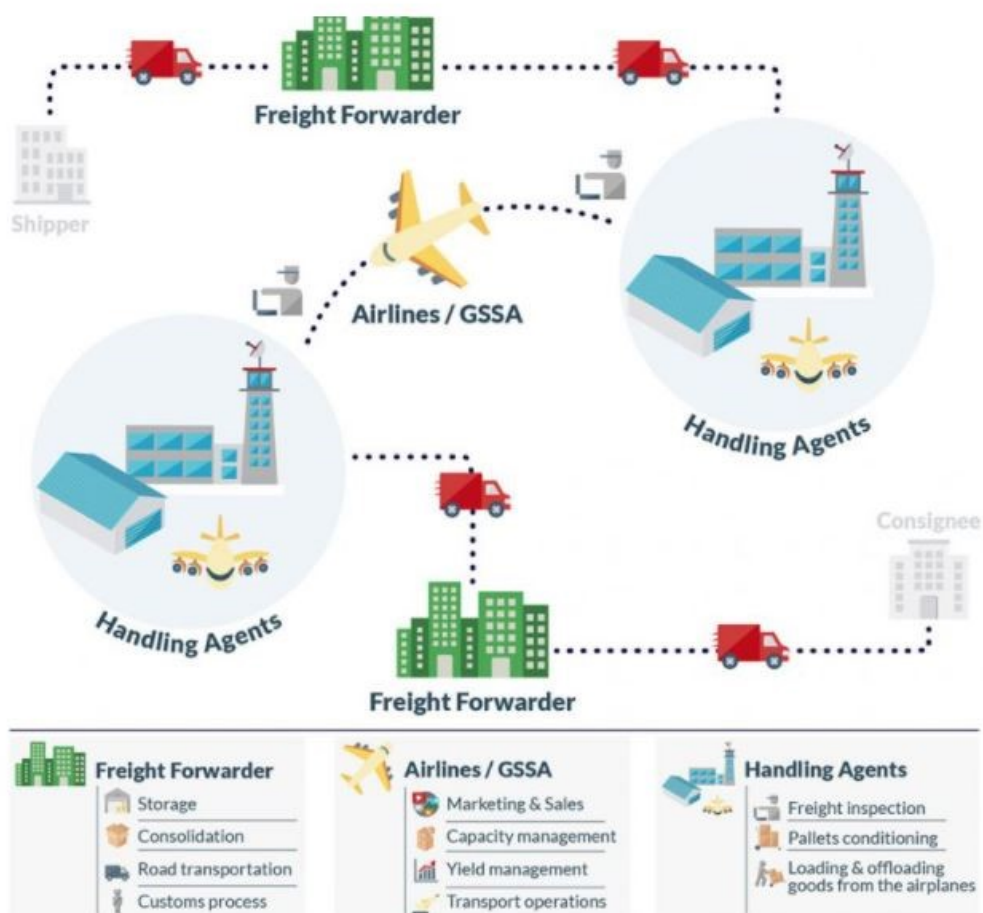 Freight Forwarder
Shipper
Airlines / GSSA
Handling Agents
Handling Agents
Consignee
Freight Forwarder
Freight Forwarder
Storage
Consolidation
Road transportation
Customs process
Airlines / GSSA
Marketing & Sales
Capacity management
Yield management
Transport operations
Handling Agents
Freight inspection
Pallets conditioning
Loading & offloading
goods from the airplanes